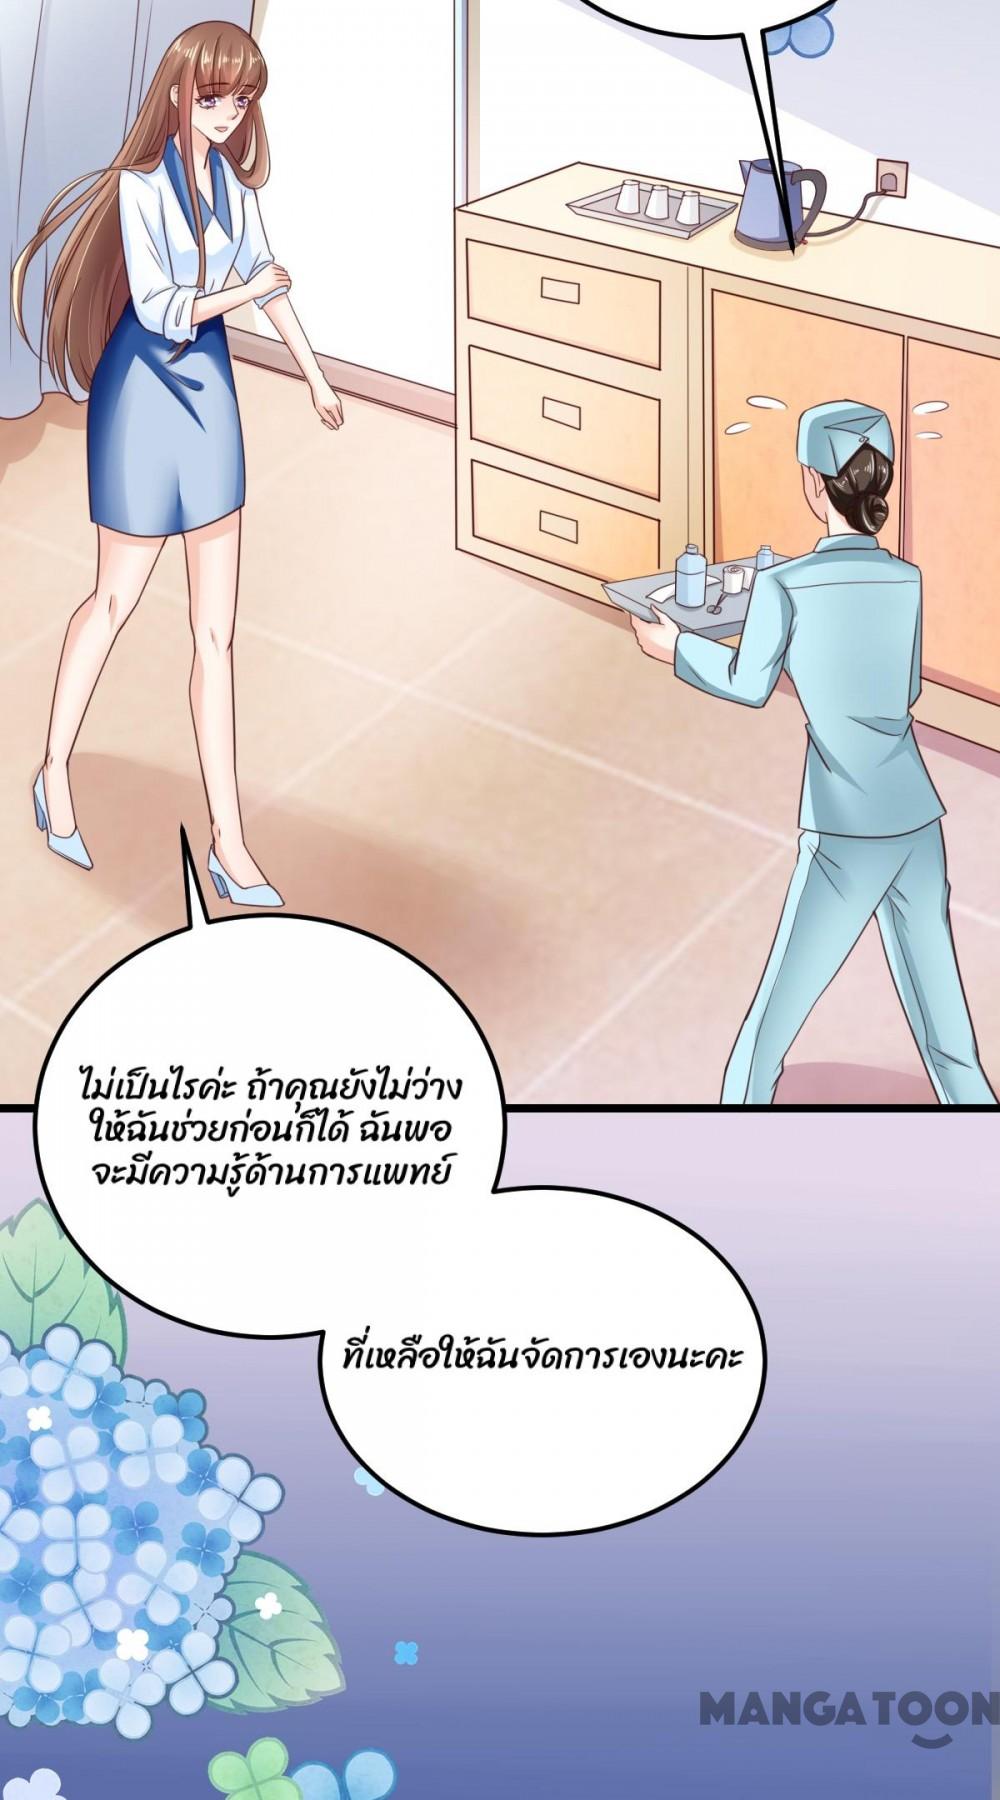 ไม่เป็นไรค่ะ ถ้าคุณยังไม่ว่าง
ให้ฉันช่วยก่อนก็ได้ ฉันพอ
จะมีความรู้ด้านการแพทย์
ที่เหลือให้ฉันจัดการเองนะคะ
MANGATOON